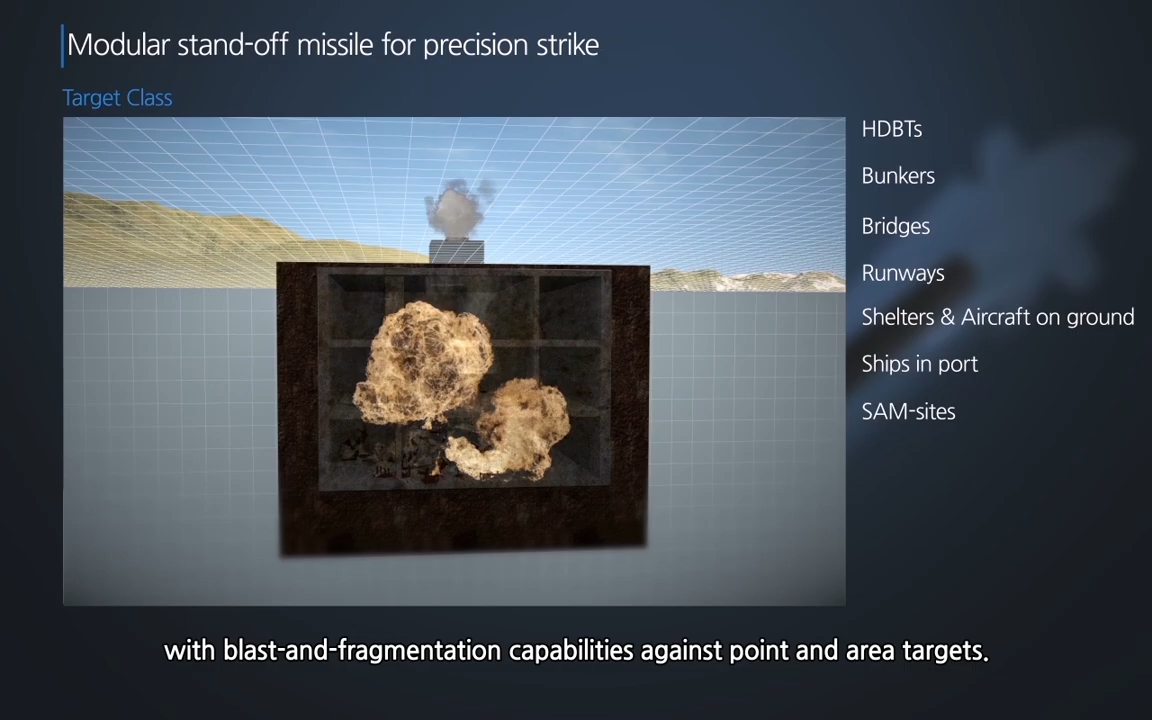 Modular stand-off missile for precision strike
Target Class
HDBTs
Bunkers
Bridges
Runways
Shelters & Aircraft on ground
Ships in port
SAM-sites
with blast-and-fragmentation capabilities against point and area targets.